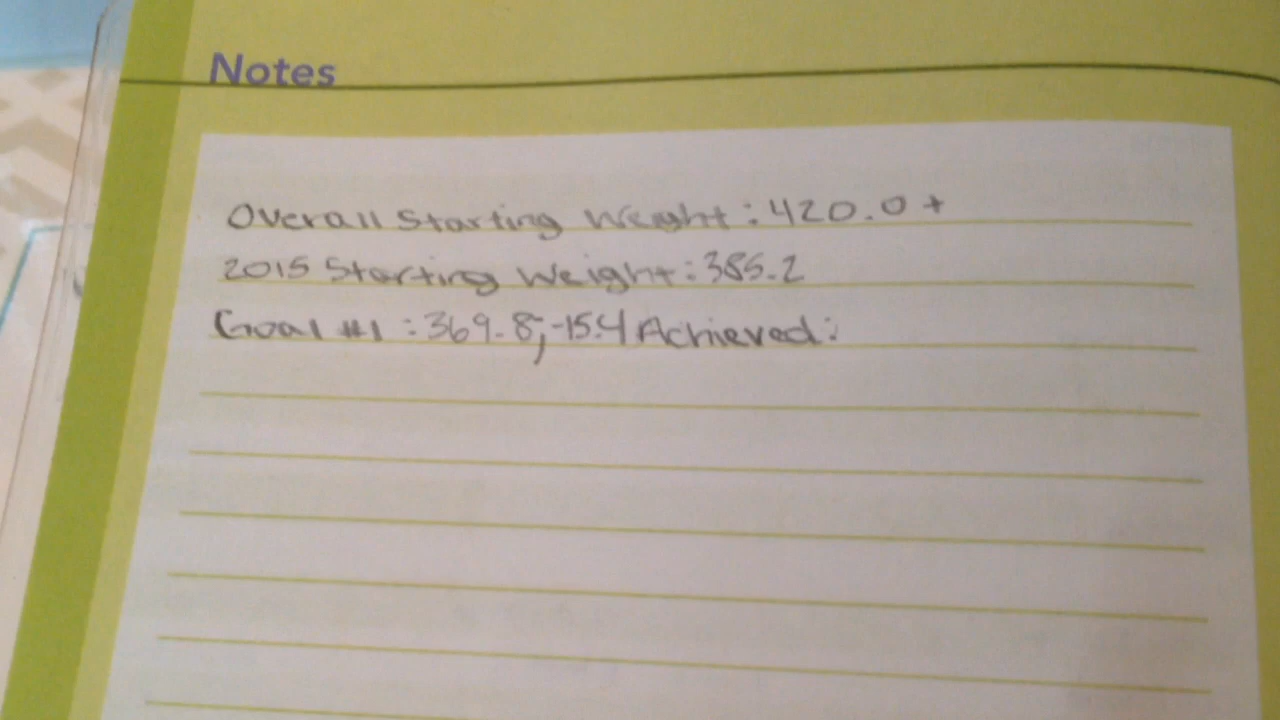 Notes
Overall Starting Weight: 420.0+
2015 Starting Weight: 385.2
Goal #1: 369.8; -15.4 Achieved: